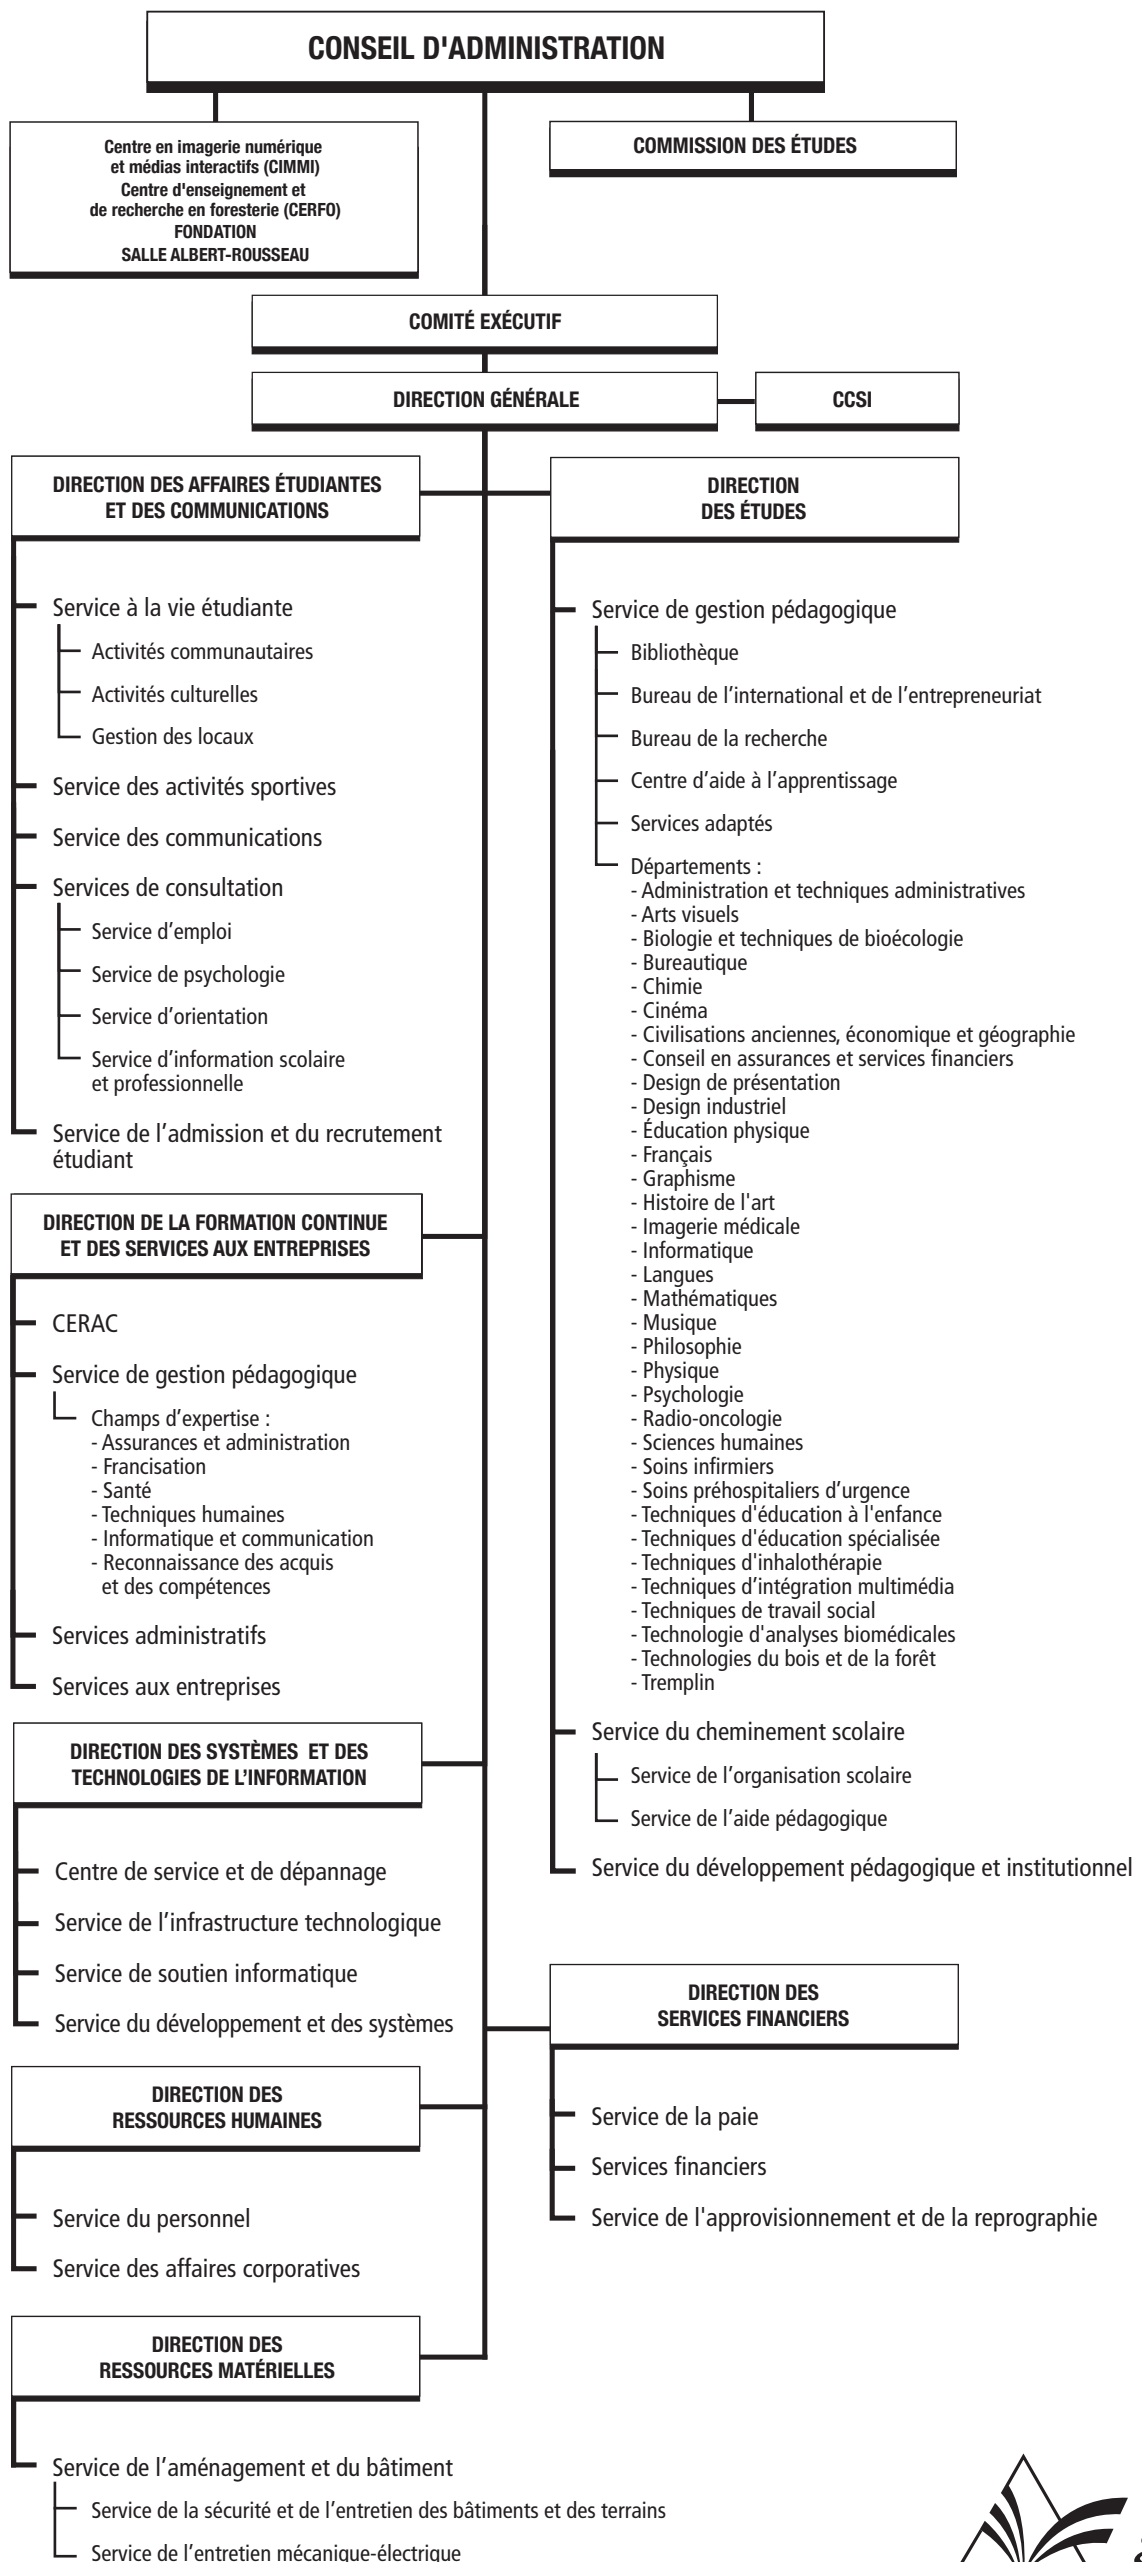 CONSEIL D'ADMINISTRATION
Centre en imagerie numérique
et médias interactifs (CIMMI)
Centre d'enseignement et
de recherche en foresterie (CERFO)
FONDATION
SALLE ALBERT-ROUSSEAU
COMMISSION DES ÉTUDES
COMITÉ EXÉCUTIF
DIRECTION GÉNÉRALE
CCSI
DIRECTION DES AFFAIRES ÉTUDIANTES
ET DES COMMUNICATIONS
Service à la vie étudiante
Activités communautaires
Activités culturelles
Gestion des locaux
Service des activités sportives
Service des communications
Services de consultation
Service d’emploi
Service de psychologie
Service d’orientation
Service d’information scolaire
et professionnelle
Service de l’admission et du recrutement
étudiant
DIRECTION DE LA FORMATION CONTINUE
ET DES SERVICES AUX ENTREPRISES
CERAC
Service de gestion pédagogique
Champs d’expertise :
- Assurances et administration
- Francisation
- Santé
- Techniques humaines
- Informatique et communication
- Reconnaissance des acquis
et des compétences
Services administratifs
Services aux entreprises
DIRECTION DES SYSTÈMES ET DES
TECHNOLOGIES DE L’INFORMATION
Centre de service et de dépannage
Service de l’infrastructure technologique
Service de soutien informatique
Service du développement et des systèmes
DIRECTION DES
RESSOURCES HUMAINES
Service du personnel
Service des affaires corporatives
DIRECTION DES
RESSOURCES MATÉRIELLES
Service de l’aménagement et du bâtiment
Service de la sécurité et de l’entretien des bâtiments et des terrains
Service de l’entretien mécanique-électrique
DIRECTION
DES ÉTUDES
Service de gestion pédagogique
Bibliothèque
Bureau de l’international et de l’entrepreneuriat
Bureau de la recherche
Centre d’aide à l’apprentissage
Services adaptés
Départements :
- Administration et techniques administratives
- Arts visuels
- Biologie et techniques de bioécologie
- Bureautique
- Chimie
- Cinéma
- Civilisations anciennes, économique et géographie
- Conseil en assurances et services financiers
- Design de présentation
- Design industriel
- Éducation physique
- Français
- Graphisme
- Histoire de l'art
- Imagerie médicale
- Informatique
- Langues
- Mathématiques
- Musique
- Philosophie
- Physique
- Psychologie
- Radio-oncologie
- Sciences humaines
- Soins infirmiers
- Soins préhospitaliers d’urgence
- Techniques d'éducation à l'enfance
- Techniques d'éducation spécialisée
- Techniques d'inhalothérapie
- Techniques d’intégration multimédia
- Techniques de travail social
- Technologie d'analyses biomédicales
- Technologies du bois et de la forêt
- Tremplin
Service du cheminement scolaire
Service de l’organisation scolaire
Service de l’aide pédagogique
Service du développement pédagogique et institutionnel
DIRECTION DES
SERVICES FINANCIERS
Service de la paie
Services financiers
Service de l'approvisionnement et de la reprographie